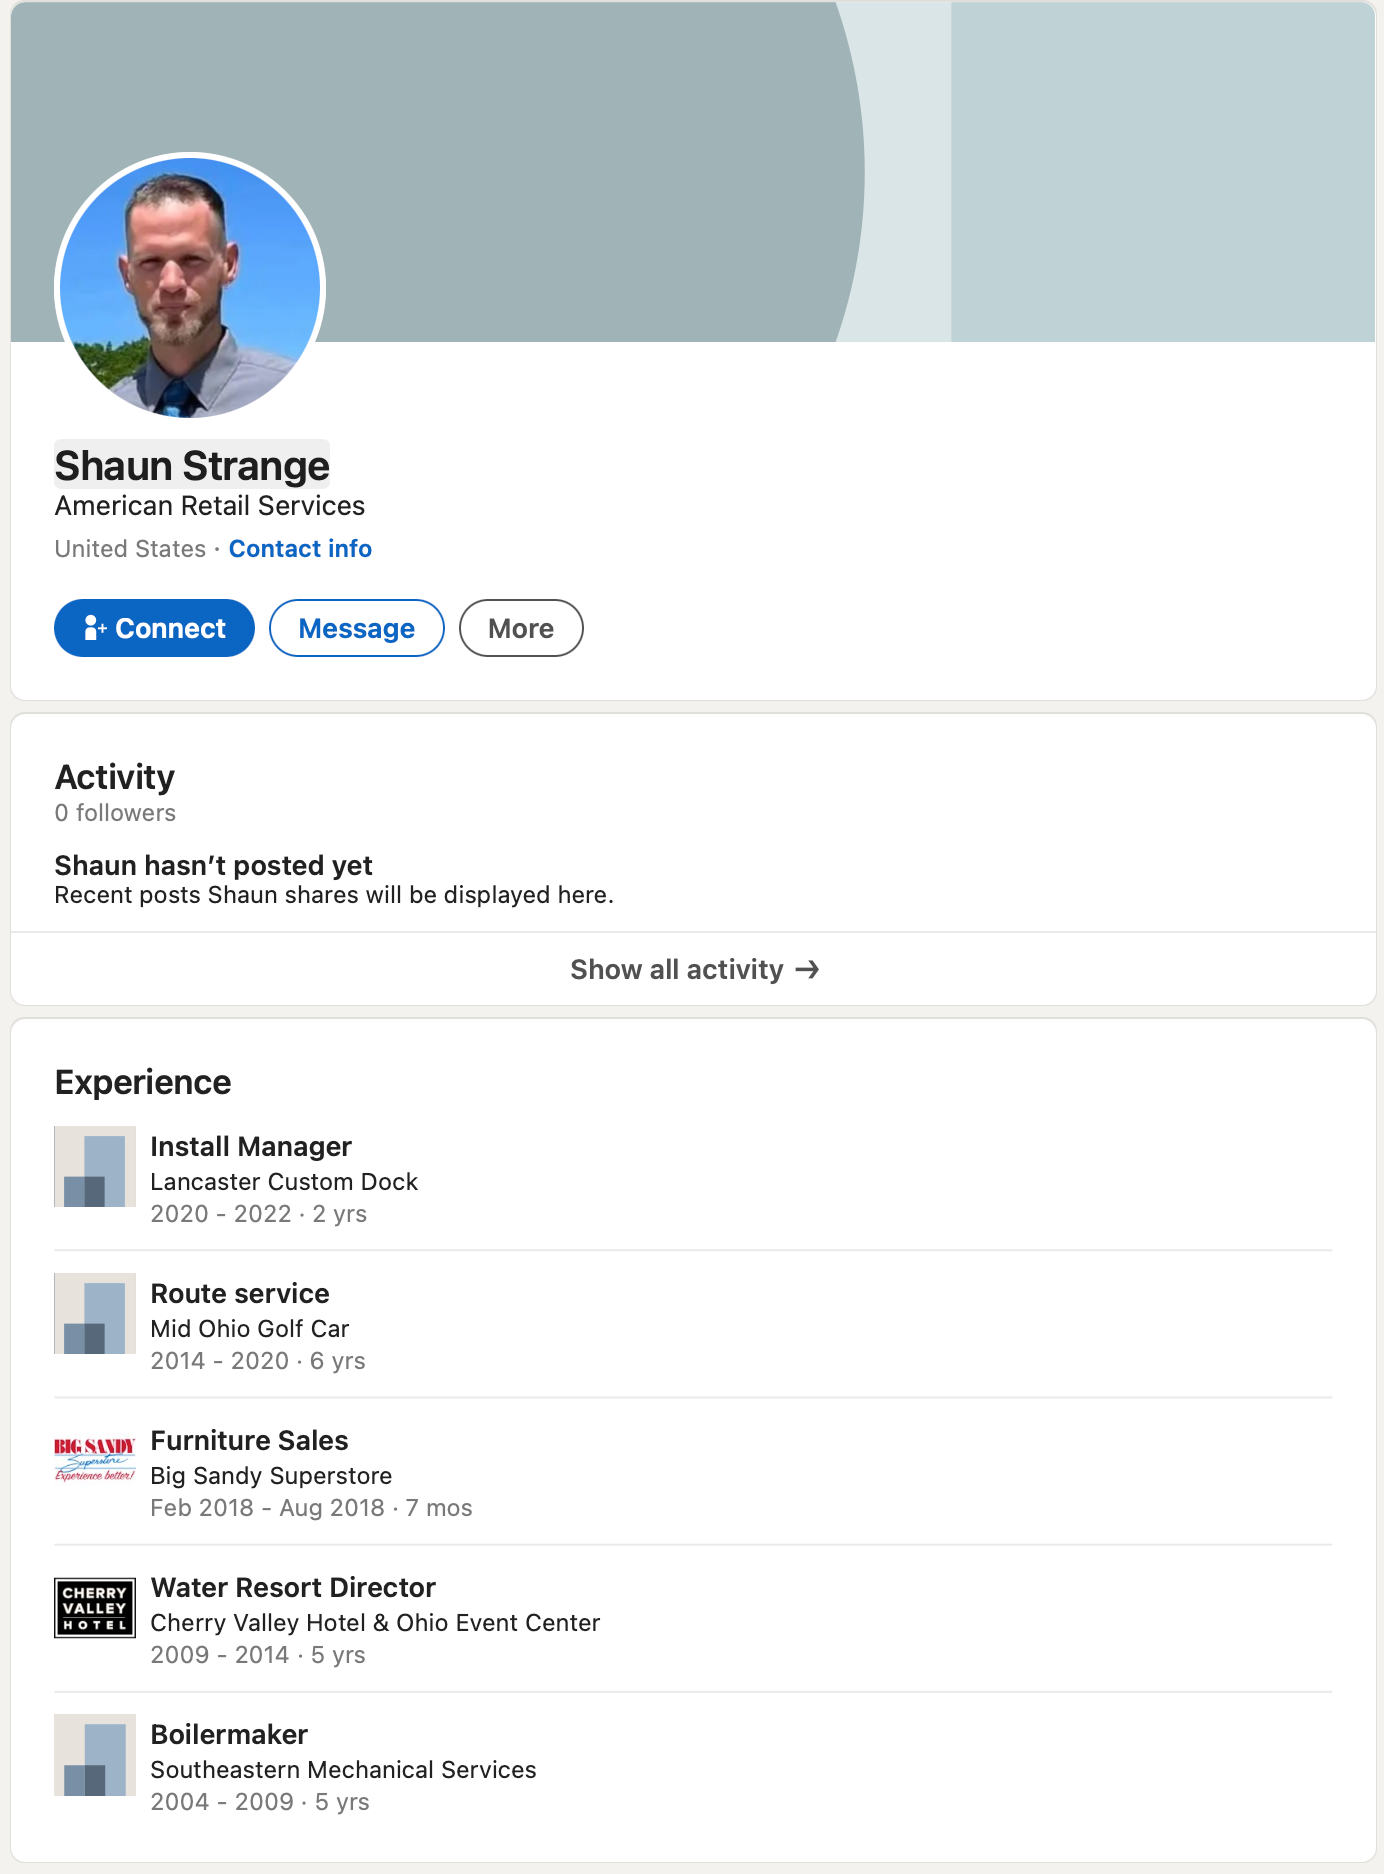 Shaun Strange
American Retail Services
United States · Contact info
Connect
Message
More
Activity
0 followers
Shaun hasn’t posted yet
Recent posts Shaun shares will be displayed here.
Show all activity →
Experience
Install Manager
Lancaster Custom Dock
2020 - 2022 · 2 yrs
Route service
Mid Ohio Golf Car
2014 - 2020 · 6 yrs
BIG SANDY
Superstore
Experience better!
Furniture Sales
Big Sandy Superstore
Feb 2018 - Aug 2018 · 7 mos
CHERRY
VALLEY
HOTEL
Water Resort Director
Cherry Valley Hotel & Ohio Event Center
2009 - 2014 · 5 yrs
Boilermaker
Southeastern Mechanical Services
2004 - 2009 · 5 yrs